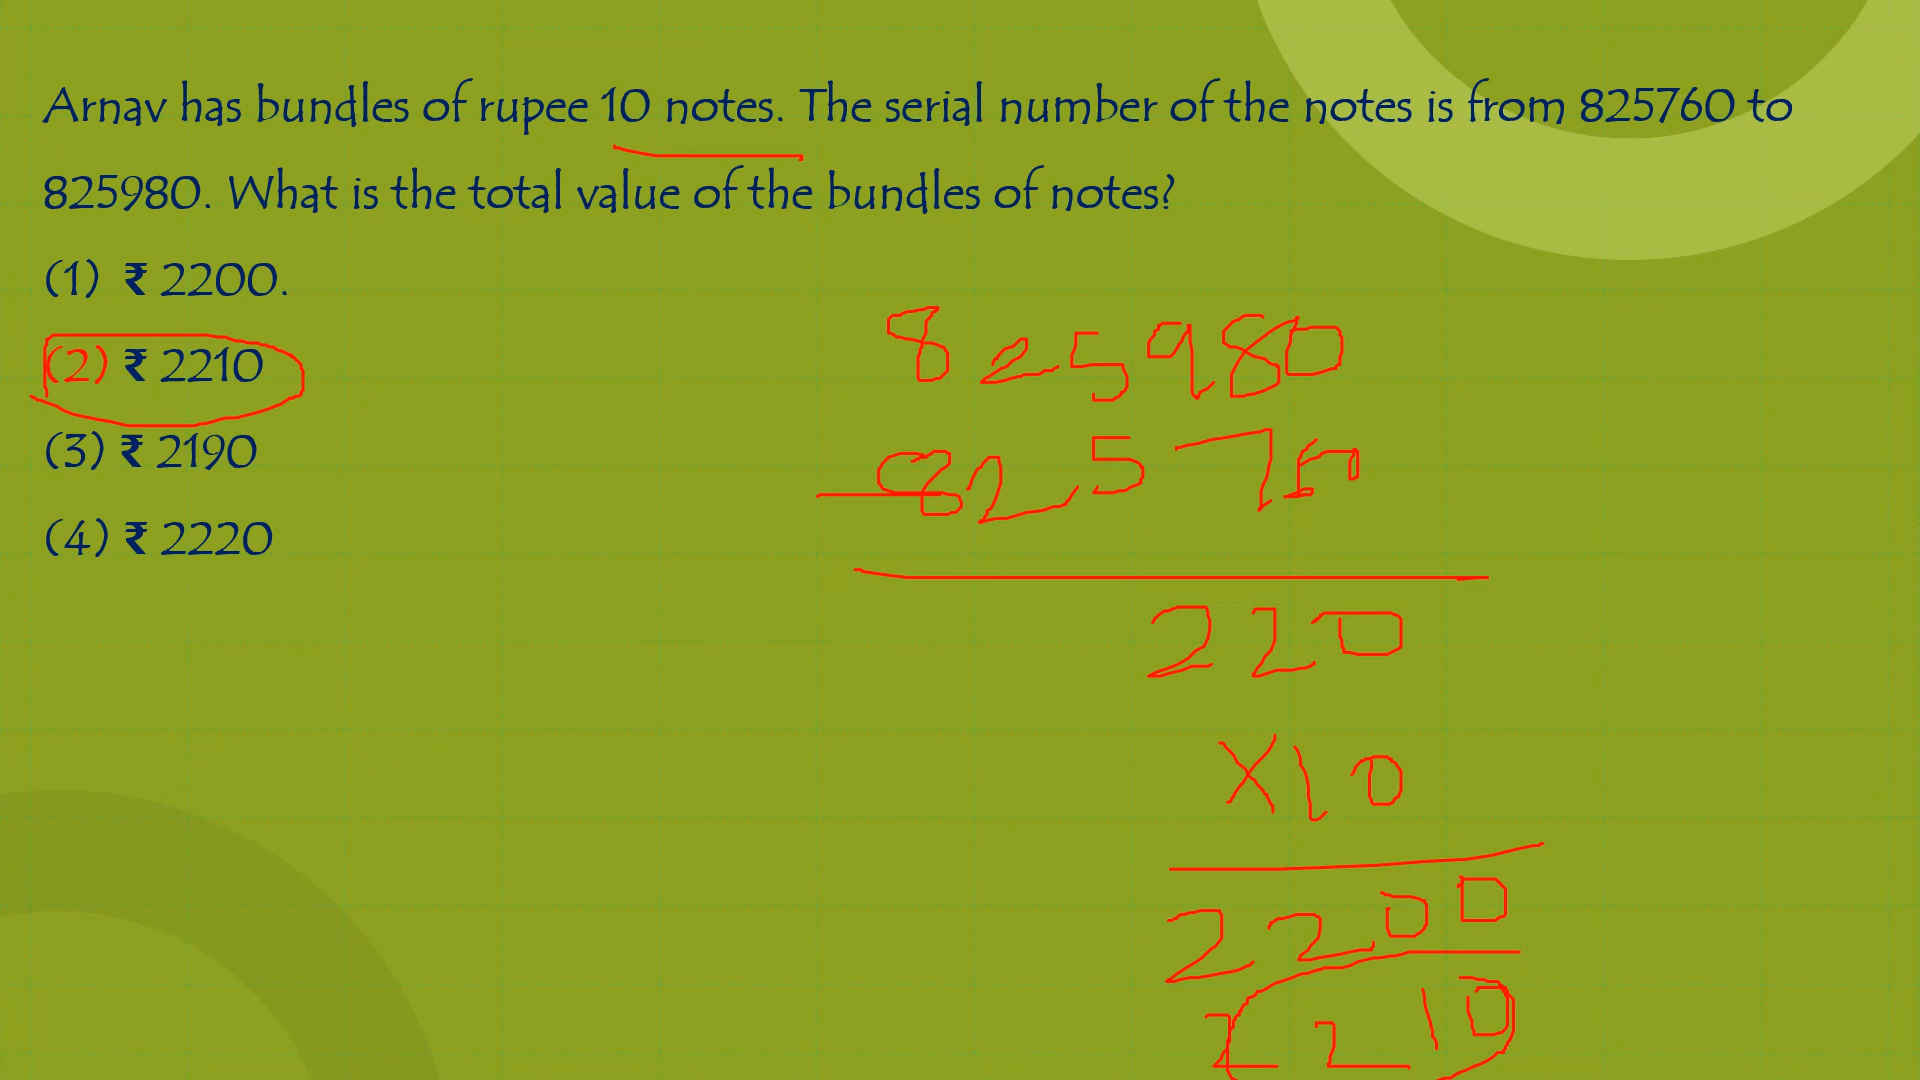 Arnav has bundles of rupee 10 notes. The serial number of the notes is from 825760 to
825980. What is the total value of the bundles of notes?
(1) ₹ 2200.
(2) ₹ 2210
(3) ₹ 2190
(4) ₹ 2220
825980
825760
220
X10
2200
2210